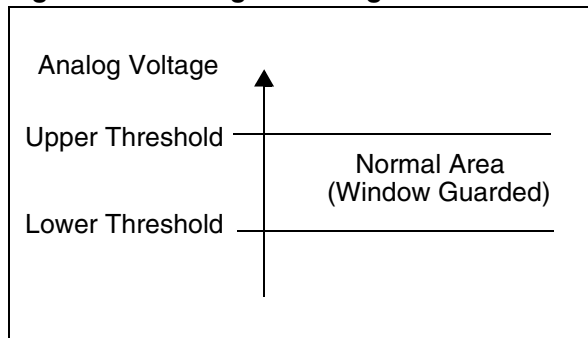 Analog Voltage
Upper Threshold
Normal Area
(Window Guarded)
Lower Threshold